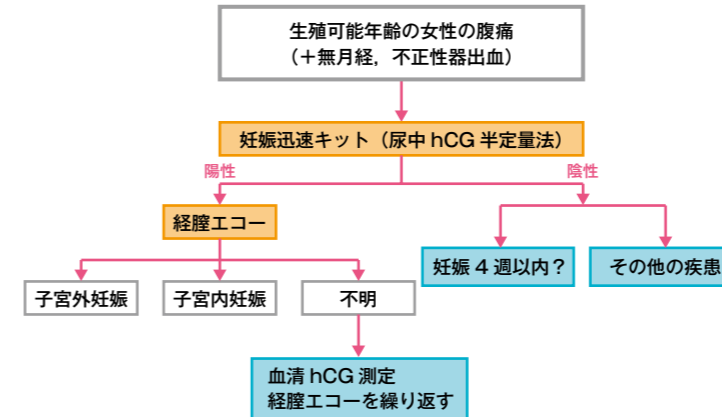 生殖可能年齢の女性の腹痛
（＋無月経，不正性器出血）
妊娠迅速キット（尿中 hCG 半定量法）
陽性
陰性
経膣エコー
妊娠 4 週以内？
その他の疾患
子宮外妊娠
子宮内妊娠
不明
血清 hCG 測定
経膣エコーを繰り返す